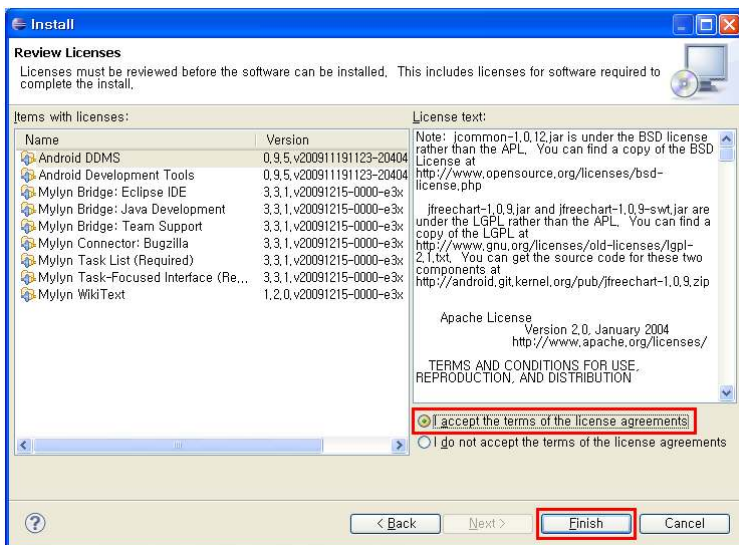 Install
Review Licenses
Licenses must be reviewed before the software can be installed. This includes licenses for software required to
complete the install.
Items with licenses:
Name Version
Android DDMS 0.9.5.v200911191123-20404
Android Development Tools 0.9.5.v200911191123-20404
Mylyn Bridge: Eclipse IDE 3.3.1.v20091215-0000-e3x
Mylyn Bridge: Java Development 3.3.1.v20091215-0000-e3x
Mylyn Bridge: Team Support 3.3.1.v20091215-0000-e3x
Mylyn Connector: Bugzilla 3.3.1.v20091215-0000-e3x
Mylyn Task List (Required) 3.3.1.v20091215-0000-e3x
Mylyn Task-Focused Interface (Re... 3.3.1.v20091215-0000-e3x
Mylyn WikiText 1.2.0.v20091215-0000-e3x
License text:
Note: jcommon-1.0.12.jar is under the BSD license
rather than the APL. You can find a copy of the BSD
License at
http://www.opensource.org/licenses/bsd-
license.php
jfreechart-1.0.9.jar and jfreechart-1.0.9-swt.jar are
under the LGPL rather than the APL. You can find a
copy of the LGPL at
http://www.gnu.org/licenses/old-licenses/lgpl-
2.1.txt. You can get the source code for these two
components at
http://android.git.kernel.org/pub/jfreechart-1.0.9.zip
Apache License
Version 2.0, January 2004
http://www.apache.org/licenses/
TERMS AND CONDITIONS FOR USE,
REPRODUCTION, AND DISTRIBUTION
I accept the terms of the license agreements
I do not accept the terms of the license agreements
? < Back Next > Finish Cancel